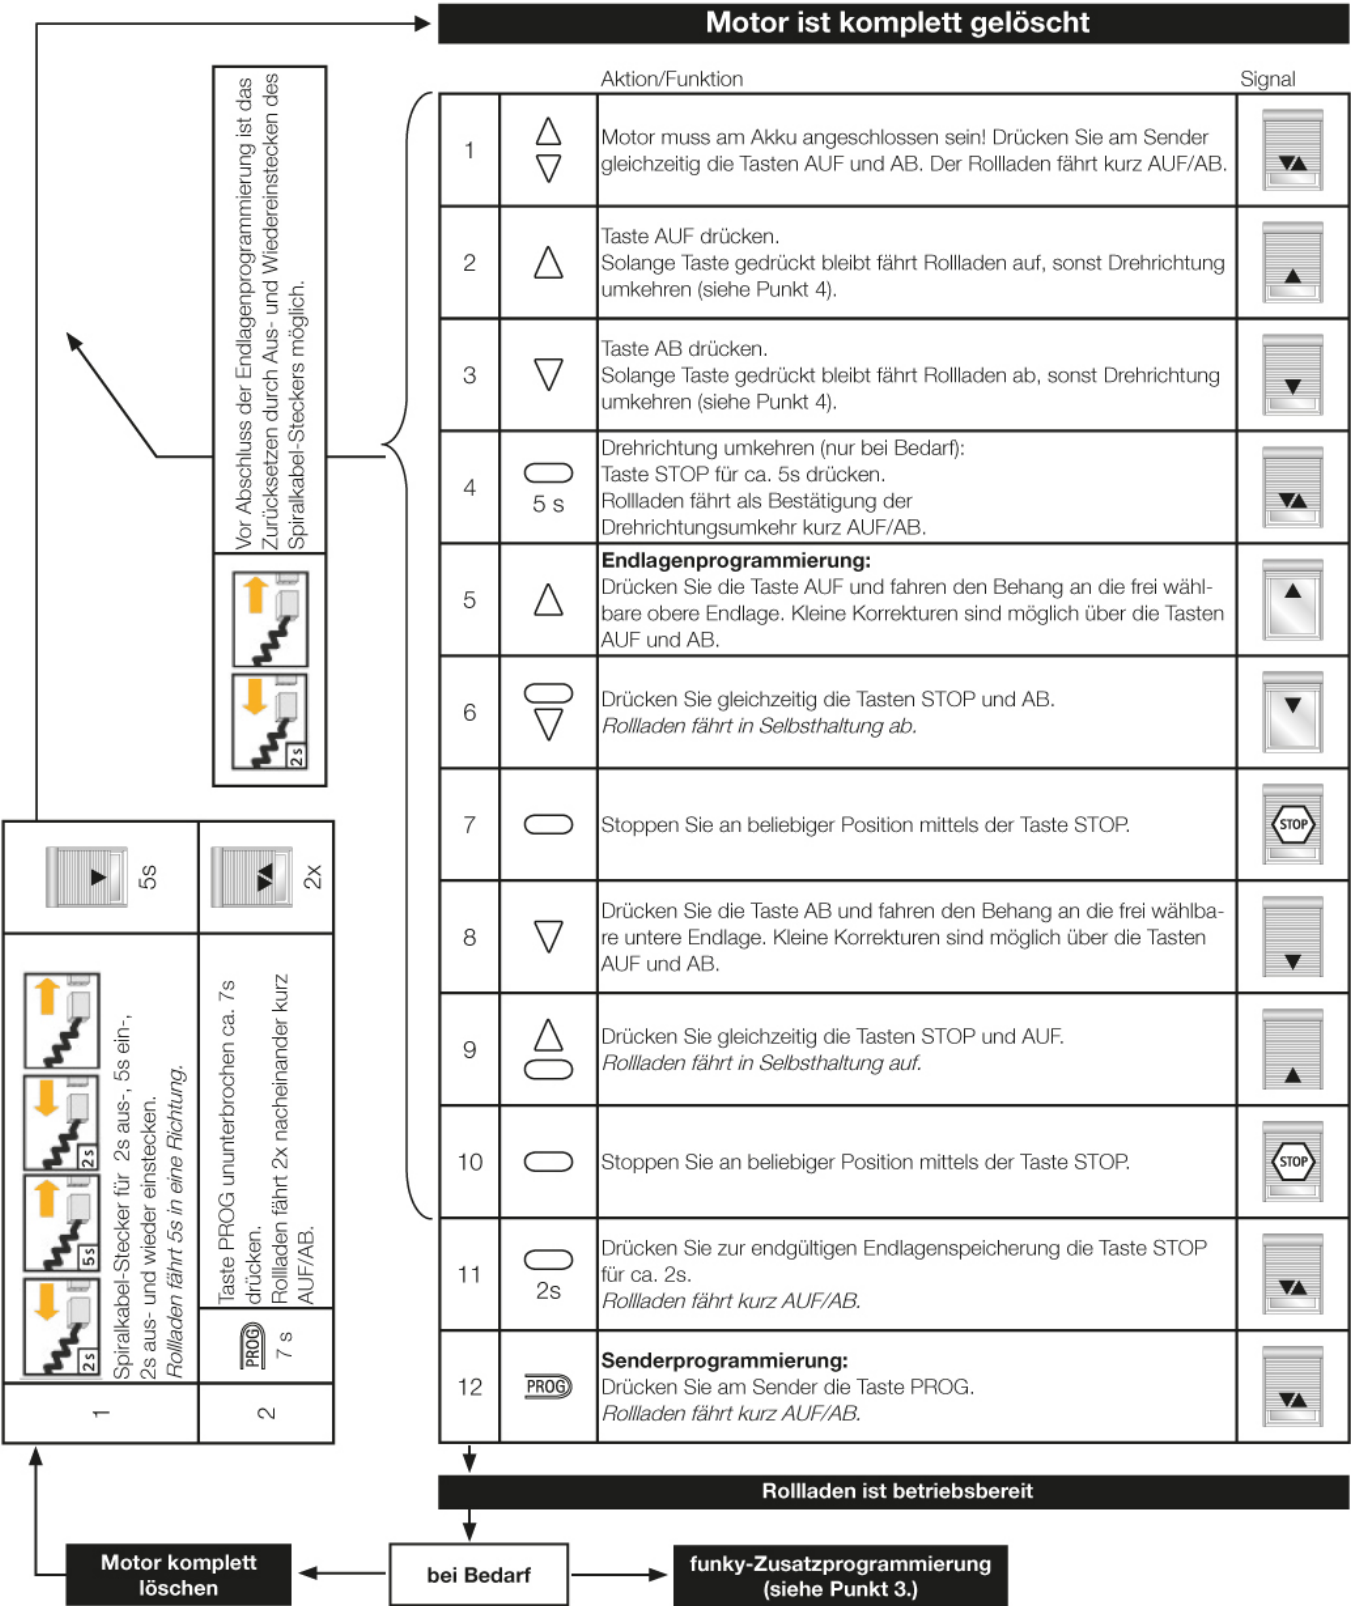 Motor ist komplett gelöscht
Aktion/Funktion
Signal
1
Motor muss am Akku angeschlossen sein! Drücken Sie am Sender
gleichzeitig die Tasten AUF und AB. Der Rollladen fährt kurz AUF/AB.
2
Taste AUF drücken.
Solange Taste gedrückt bleibt fährt Rollladen auf, sonst Drehrichtung
umkehren (siehe Punkt 4).
3
Taste AB drücken.
Solange Taste gedrückt bleibt fährt Rollladen ab, sonst Drehrichtung
umkehren (siehe Punkt 4).
4
5 s
Drehrichtung umkehren (nur bei Bedarf):
Taste STOP für ca. 5s drücken.
Rollladen fährt als Bestätigung der
Drehrichtungsumkehr kurz AUF/AB.
5
Endlagenprogrammierung:
Drücken Sie die Taste AUF und fahren den Behang an die frei wähl-
bare obere Endlage. Kleine Korrekturen sind möglich über die Tasten
AUF und AB.
6
Drücken Sie gleichzeitig die Tasten STOP und AB.
Rollladen fährt in Selbsthaltung ab.
7
Stoppen Sie an beliebiger Position mittels der Taste STOP.
STOP
8
Drücken Sie die Taste AB und fahren den Behang an die frei wählba-
re untere Endlage. Kleine Korrekturen sind möglich über die Tasten
AUF und AB.
9
Drücken Sie gleichzeitig die Tasten STOP und AUF.
Rollladen fährt in Selbsthaltung auf.
10
Stoppen Sie an beliebiger Position mittels der Taste STOP.
STOP
11
2s
Drücken Sie zur endgültigen Endlagenspeicherung die Taste STOP
für ca. 2s.
Rollladen fährt kurz AUF/AB.
12
PROG
Senderprogrammierung:
Drücken Sie am Sender die Taste PROG.
Rollladen fährt kurz AUF/AB.
Vor Abschluss der Endlagenprogrammierung ist das
Zurücksetzen durch Aus- und Wiedereinstecken des
Spiralkabel-Steckers möglich.
2s
1
2s
5s
2s
Spiralkabel-Stecker für 2s aus-, 5s ein-,
2s aus- und wieder einstecken.
Rollladen fährt 5s in eine Richtung.
5s
2
PROG
7 s
Taste PROG ununterbrochen ca. 7s
drücken.
Rollladen fährt 2x nacheinander kurz
AUF/AB.
2x
Rollladen ist betriebsbereit
Motor komplett
löschen
bei Bedarf
funky-Zusatzprogrammierung
(siehe Punkt 3.)